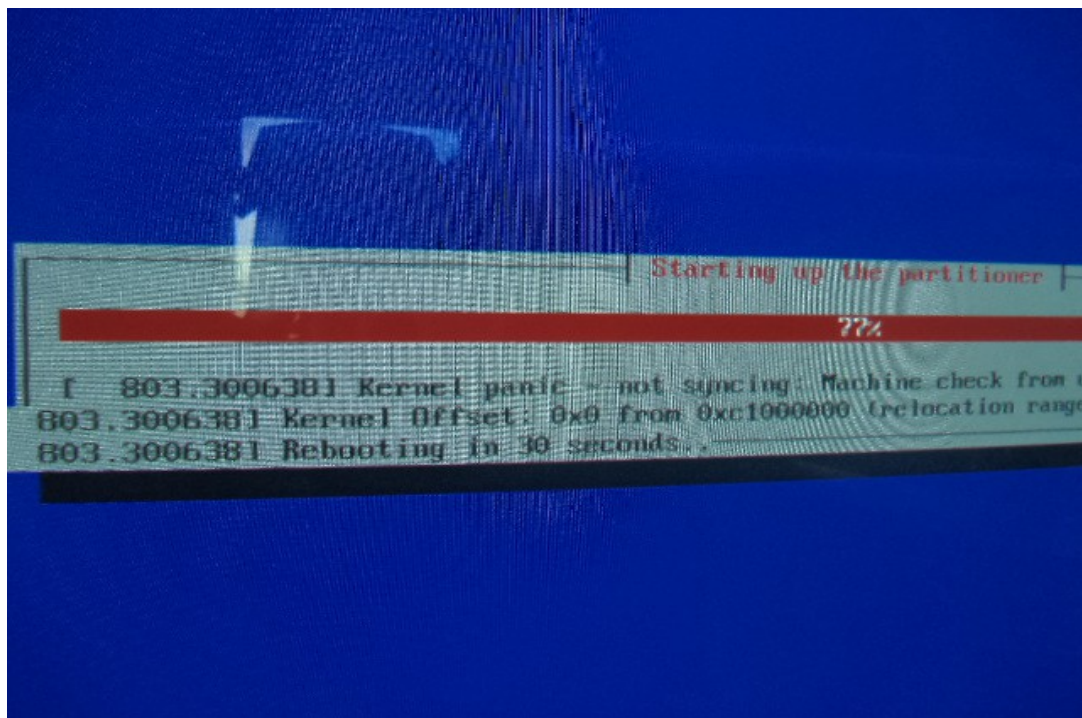 Starting up the partitioner
77%
[   803.300638] Kernel panic - not syncing: Machine check from
803.300638] Kernel Offset: 0x0 from 0xc1000000 (relocation range
803.300638] Rebooting in 30 seconds..